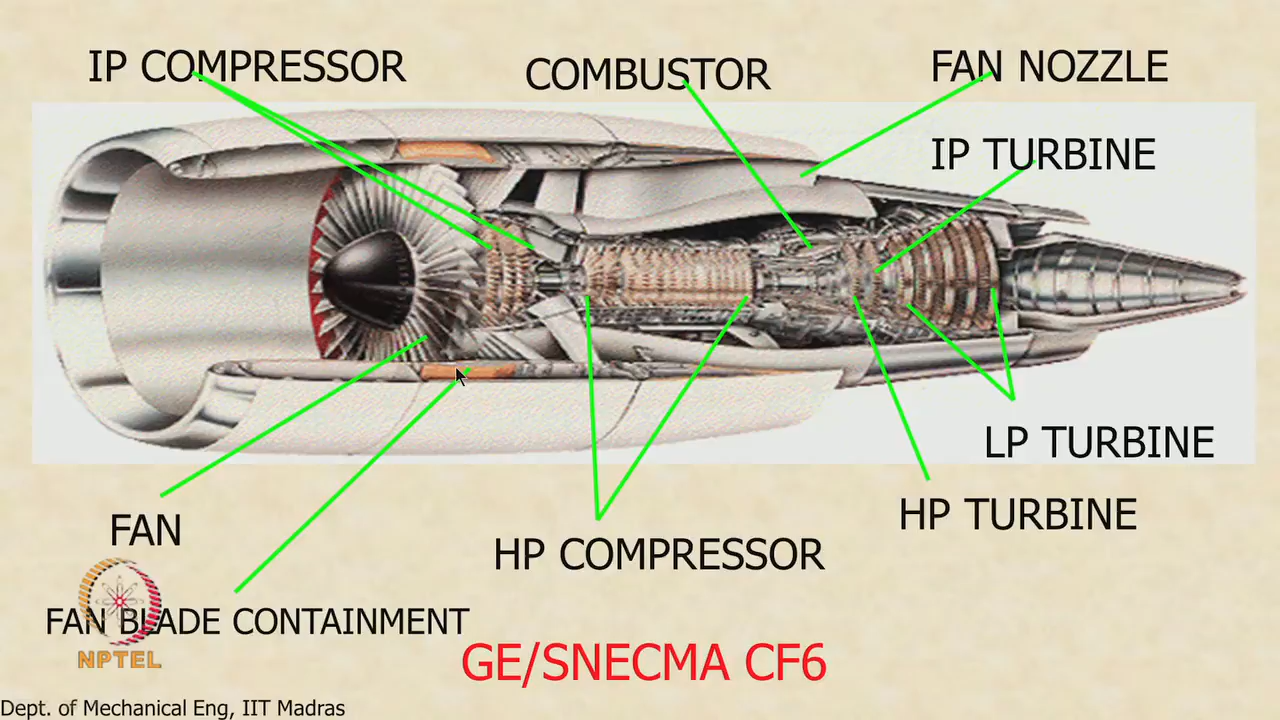 IP COMPRESSOR
COMBUSTOR
FAN NOZZLE
IP TURBINE
LP TURBINE
HP TURBINE
FAN
HP COMPRESSOR
FAN BLADE CONTAINMENT
NPTEL
GE/SNECMA CF6
Dept. of Mechanical Eng, IIT Madras